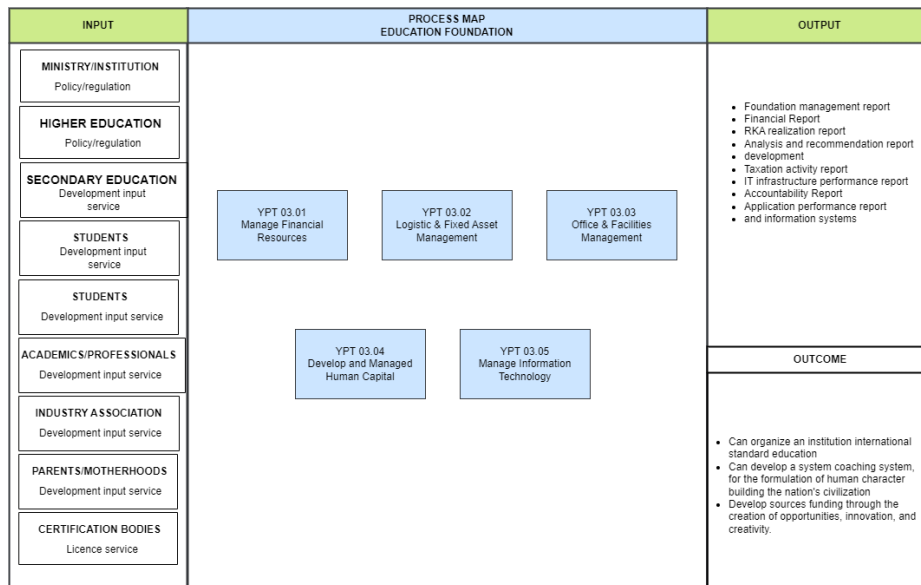 INPUT
PROCESS MAP
EDUCATION FOUNDATION
OUTPUT
MINISTRY/INSTITUTION
Policy/regulation
HIGHER EDUCATION
Policy/regulation
SECONDARY EDUCATION
Development input
service
STUDENTS
Development input
service
STUDENTS
Development input service
ACADEMICS/PROFESSIONALS
Development input service
INDUSTRY ASSOCIATION
Development input service
PARENTS/MOTHERHOODS
Development input service
CERTIFICATION BODIES
Licence service
YPT 03.01
Manage Financial
Resources
YPT 03.02
Logistic & Fixed Asset
Management
YPT 03.03
Office & Facilities
Management
YPT 03.04
Develop and Managed
Human Capital
YPT 03.05
Manage Information
Technology
• Foundation management report
• Financial Report
• RKA realization report
• Analysis and recommendation report
• development
• Taxation activity report
• IT infrastructure performance report
• Accountability Report
• Application performance report
• and information systems
OUTCOME
• Can organize an institution international
standard education
• Can develop a system coaching system,
for the formulation of human character
building the nation's civilization
• Develop sources funding through the
creation of opportunities, innovation, and
creativity.